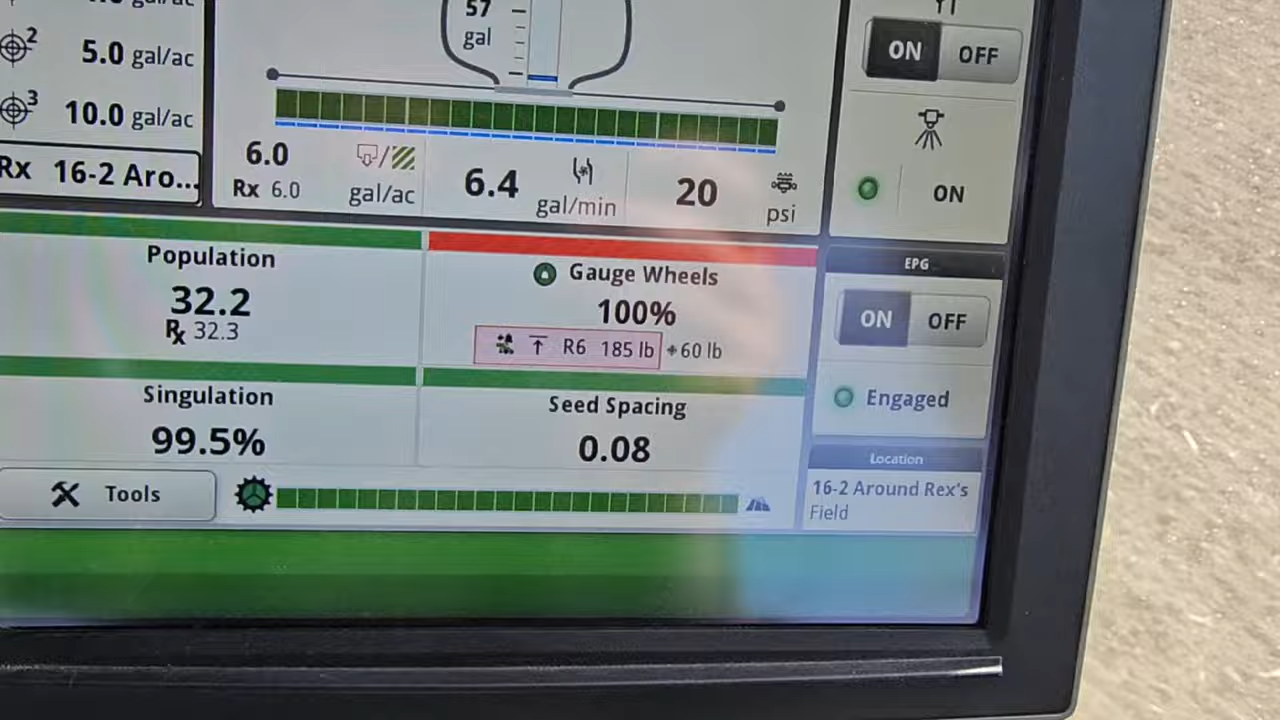 5.0 gal/ac
3
10.0 gal/ac
Rx 16-2 Aro...
57
gal
6.0
Rx 6.0
gal/ac
6.4
gal/min
20
psi
ON OFF
ON
Population
32.2
Rx 32.3
Gauge Wheels
100%
R6 185 lb +60 lb
Singulation
99.5%
Seed Spacing
0.08
Tools
EPG
ON OFF
Engaged
Location
16-2 Around Rex's
Field